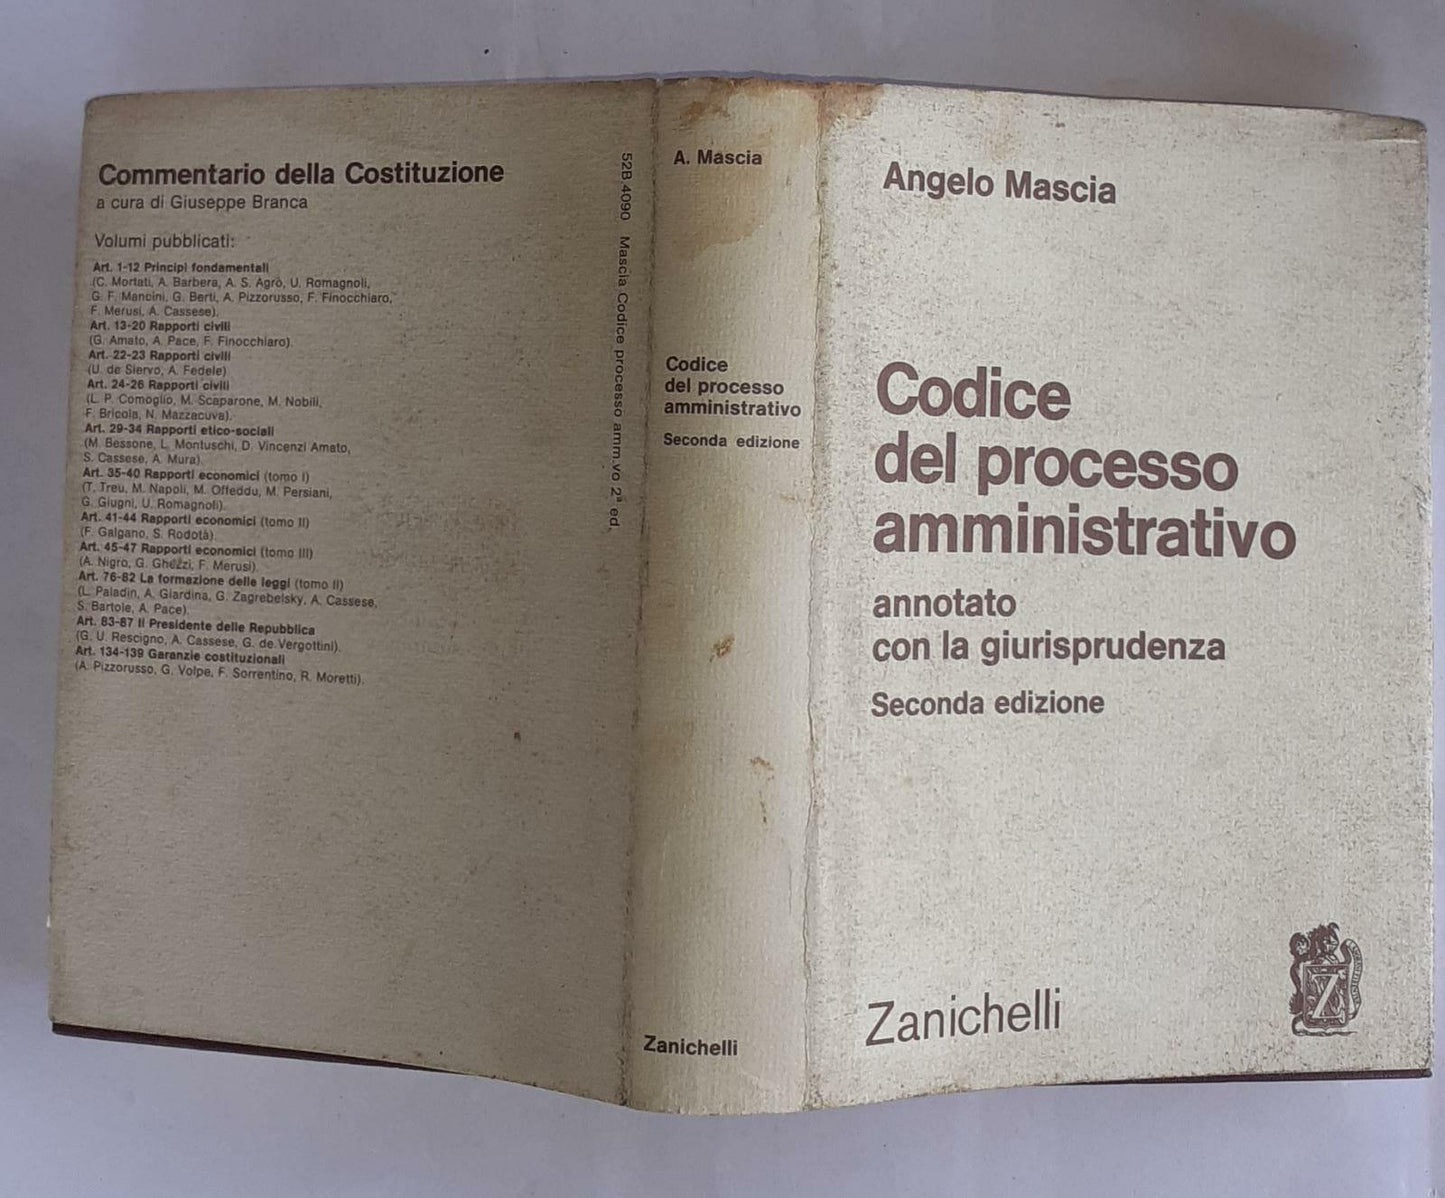 Commentario della Costituzione
a cura di Giuseppe Branca
Volumi pubblicati:
Art. 1-12 Principi fondamentali
(C. Mortati, A. Barbera, A. S. Agrò, U. Romagnoli,
G. F. Mancini, G. Berti, A. Pizzorusso, F. Finocchiaro,
F. Merusi, A. Cassese).
Art. 13-20 Rapporti civili
(G. Amato, A. Pace, F. Finocchiaro).
Art. 22-23 Rapporti civili
(U. de Siervo, A. Fedele)
Art. 24-26 Rapporti civili
(L. P. Comoglio, M. Scaparone, M. Nobili,
F. Bricola, N. Mazzacuva).
Art. 29-34 Rapporti etico-sociali
(M. Bessone, L. Montuschi, D. Vincenzi Amato,
S. Cassese, A. Mura).
Art. 35-40 Rapporti economici (tomo I)
(T. Treu, M. Napoli, M. Offeddu, M. Persiani,
G. Giugni, U. Romagnoli).
Art. 41-44 Rapporti economici (tomo II)
(F. Galgano, S. Rodotà).
Art. 45-47 Rapporti economici (tomo III)
(A. Nigro, G. Ghezzi, F. Merusi).
Art. 76-82 La formazione delle leggi (tomo II)
(L. Paladin, A. Giardina, G. Zagrebelsky, A. Cassese,
S. Bartole, A. Pace).
Art. 83-87 Il Presidente della Repubblica
(G. U. Rescigno, A. Cassese, G. de Vergottini).
Art. 134-139 Garanzie costituzionali
(A. Pizzorusso, G. Volpe, F. Sorrentino, R. Moretti).
52B 4090 Mascia Codice processo amm.vo 2ª ed.
A. Mascia
Codice
del processo
amministrativo
Seconda edizione
Zanichelli
Angelo Mascia
Codice
del processo
amministrativo
annotato
con la giurisprudenza
Seconda edizione
Zanichelli
Z